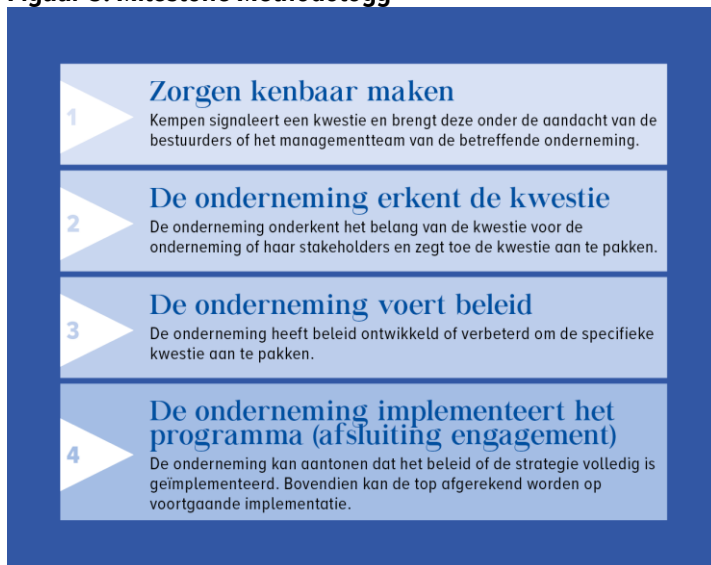 1
Zorgen kenbaar maken
Kempen signaleert een kwestie en brengt deze onder de aandacht van de
bestuurders of het managementteam van de betreffende onderneming.
2
De onderneming erkent de kwestie
De onderneming onderkent het belang van de kwestie voor de
onderneming of haar stakeholders en zegt toe de kwestie aan te pakken.
3
De onderneming voert beleid
De onderneming heeft beleid ontwikkeld of verbeterd om de specifieke
kwestie aan te pakken.
4
De onderneming implementeert het
programma (afsluiting engagement)
De onderneming kan aantonen dat het beleid of de strategie volledig is
geïmplementeerd. Bovendien kan de top afgerekend worden op
voortgaande implementatie.